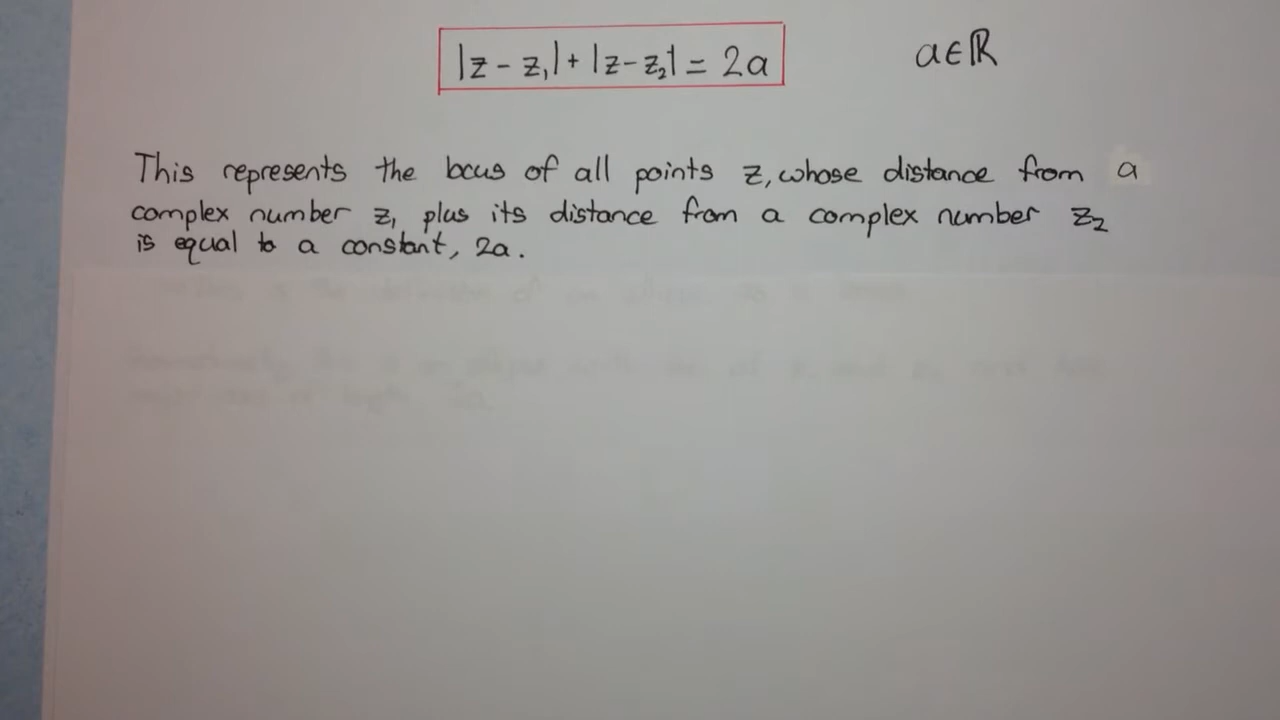 |z - z₁| + |z - z₂| = 2a a∈ℝ
This represents the locus of all points z, whose distance from a
complex number z₁ plus its distance from a complex number z₂
is equal to a constant, 2a.